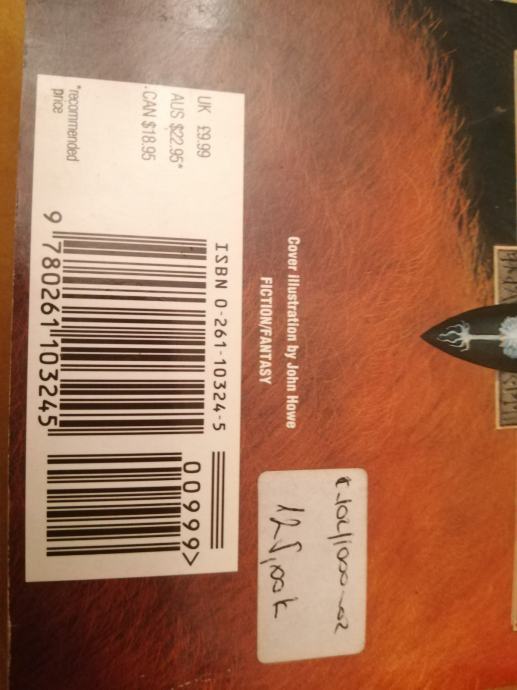 UK £9.99
AUS $22.95*
CAN $18.95
*recommended
price
ISBN 0-261-10324-5
9 780261 103245
00999>
Cover illustration by John Howe
FICTION/FANTASY